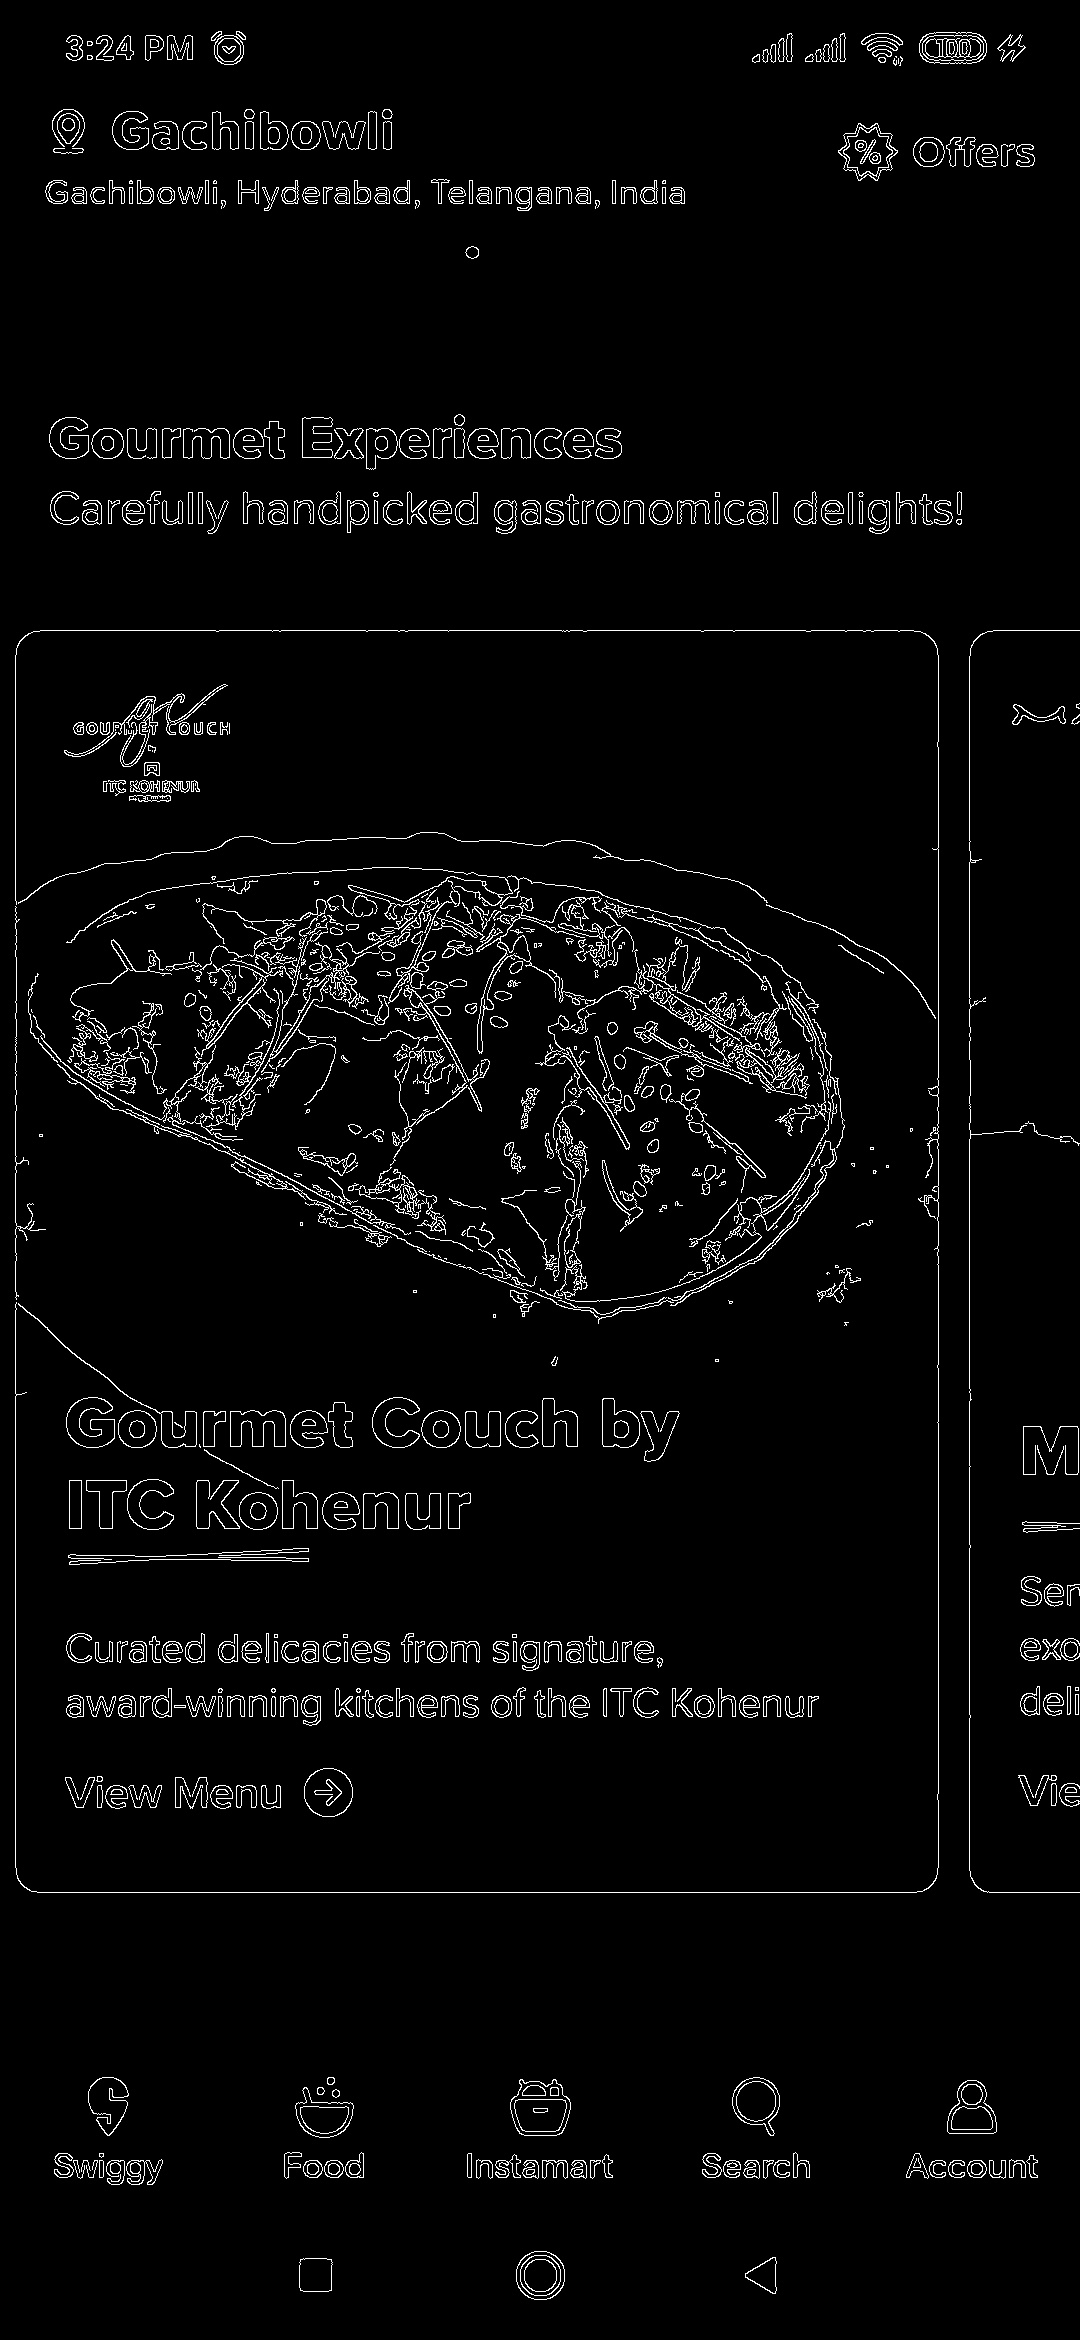 3:24 PM
100
Gachibowli
Offers
Gachibowli, Hyderabad, Telangana, India
Gourmet Experiences
Carefully handpicked gastronomical delights!
gc
GOURMET COUCH
ITC KOHENUR
Gourmet Couch by
ITC Kohenur
Curated delicacies from signature,
award-winning kitchens of the ITC Kohenur
View Menu
M
Ser
exo
deli
Vie
Swiggy
Food
Instamart
Search
Account